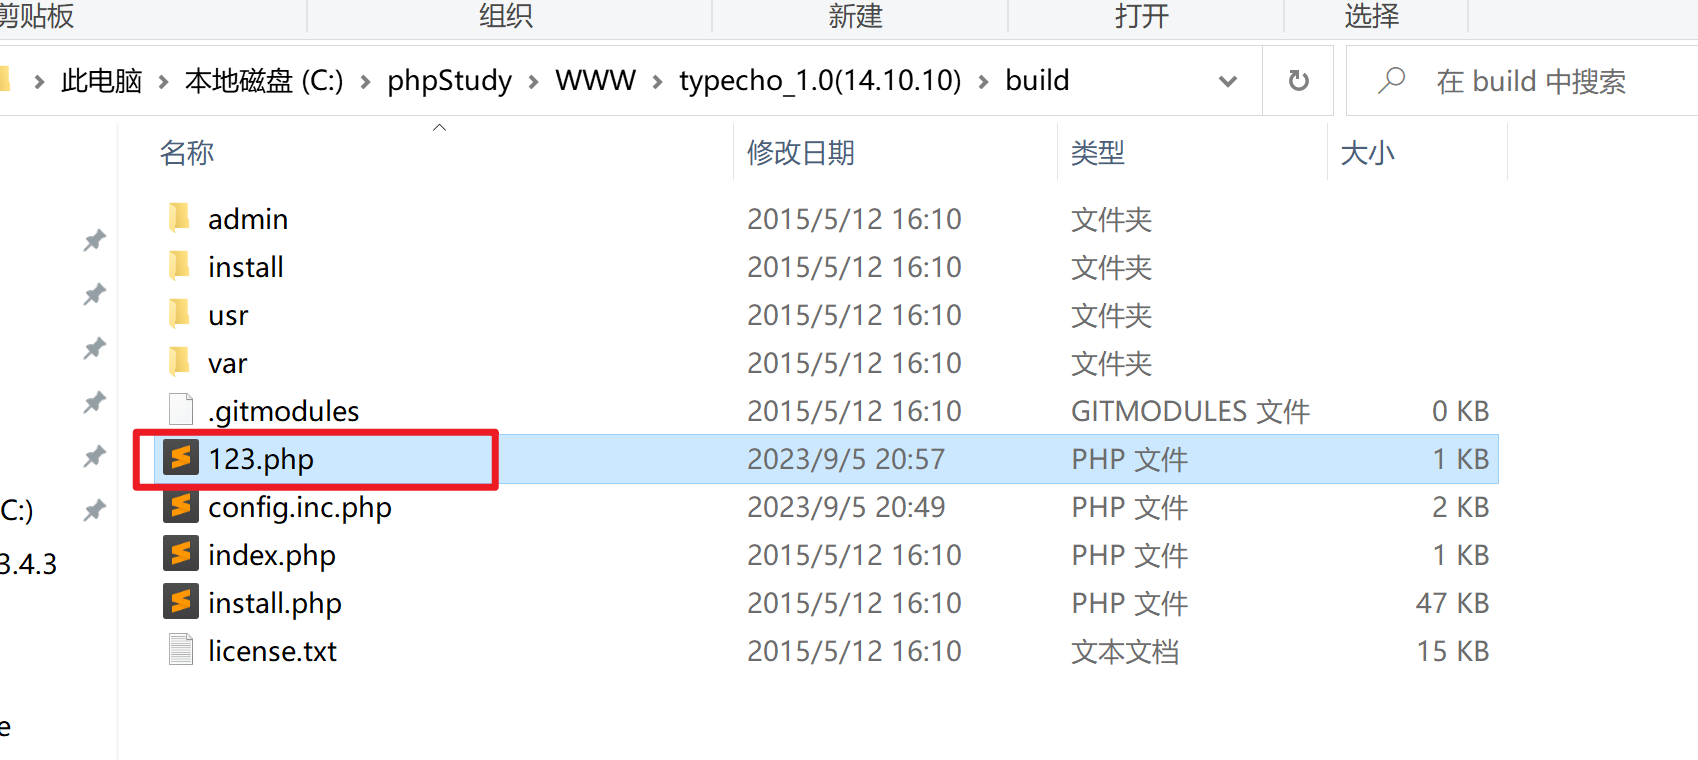 剪贴板 组织 新建 打开 选择
此电脑 本地磁盘 (C:) phpStudy WWW typecho_1.0(14.10.10) build 在 build 中搜索
名称 修改日期 类型 大小
admin 2015/5/12 16:10 文件夹
install 2015/5/12 16:10 文件夹
usr 2015/5/12 16:10 文件夹
var 2015/5/12 16:10 文件夹
.gitmodules 2015/5/12 16:10 GITMODULES 文件 0 KB
123.php 2023/9/5 20:57 PHP 文件 1 KB
C:) config.inc.php 2023/9/5 20:49 PHP 文件 2 KB
3.4.3 index.php 2015/5/12 16:10 PHP 文件 1 KB
install.php 2015/5/12 16:10 PHP 文件 47 KB
license.txt 2015/5/12 16:10 文本文档 15 KB
e